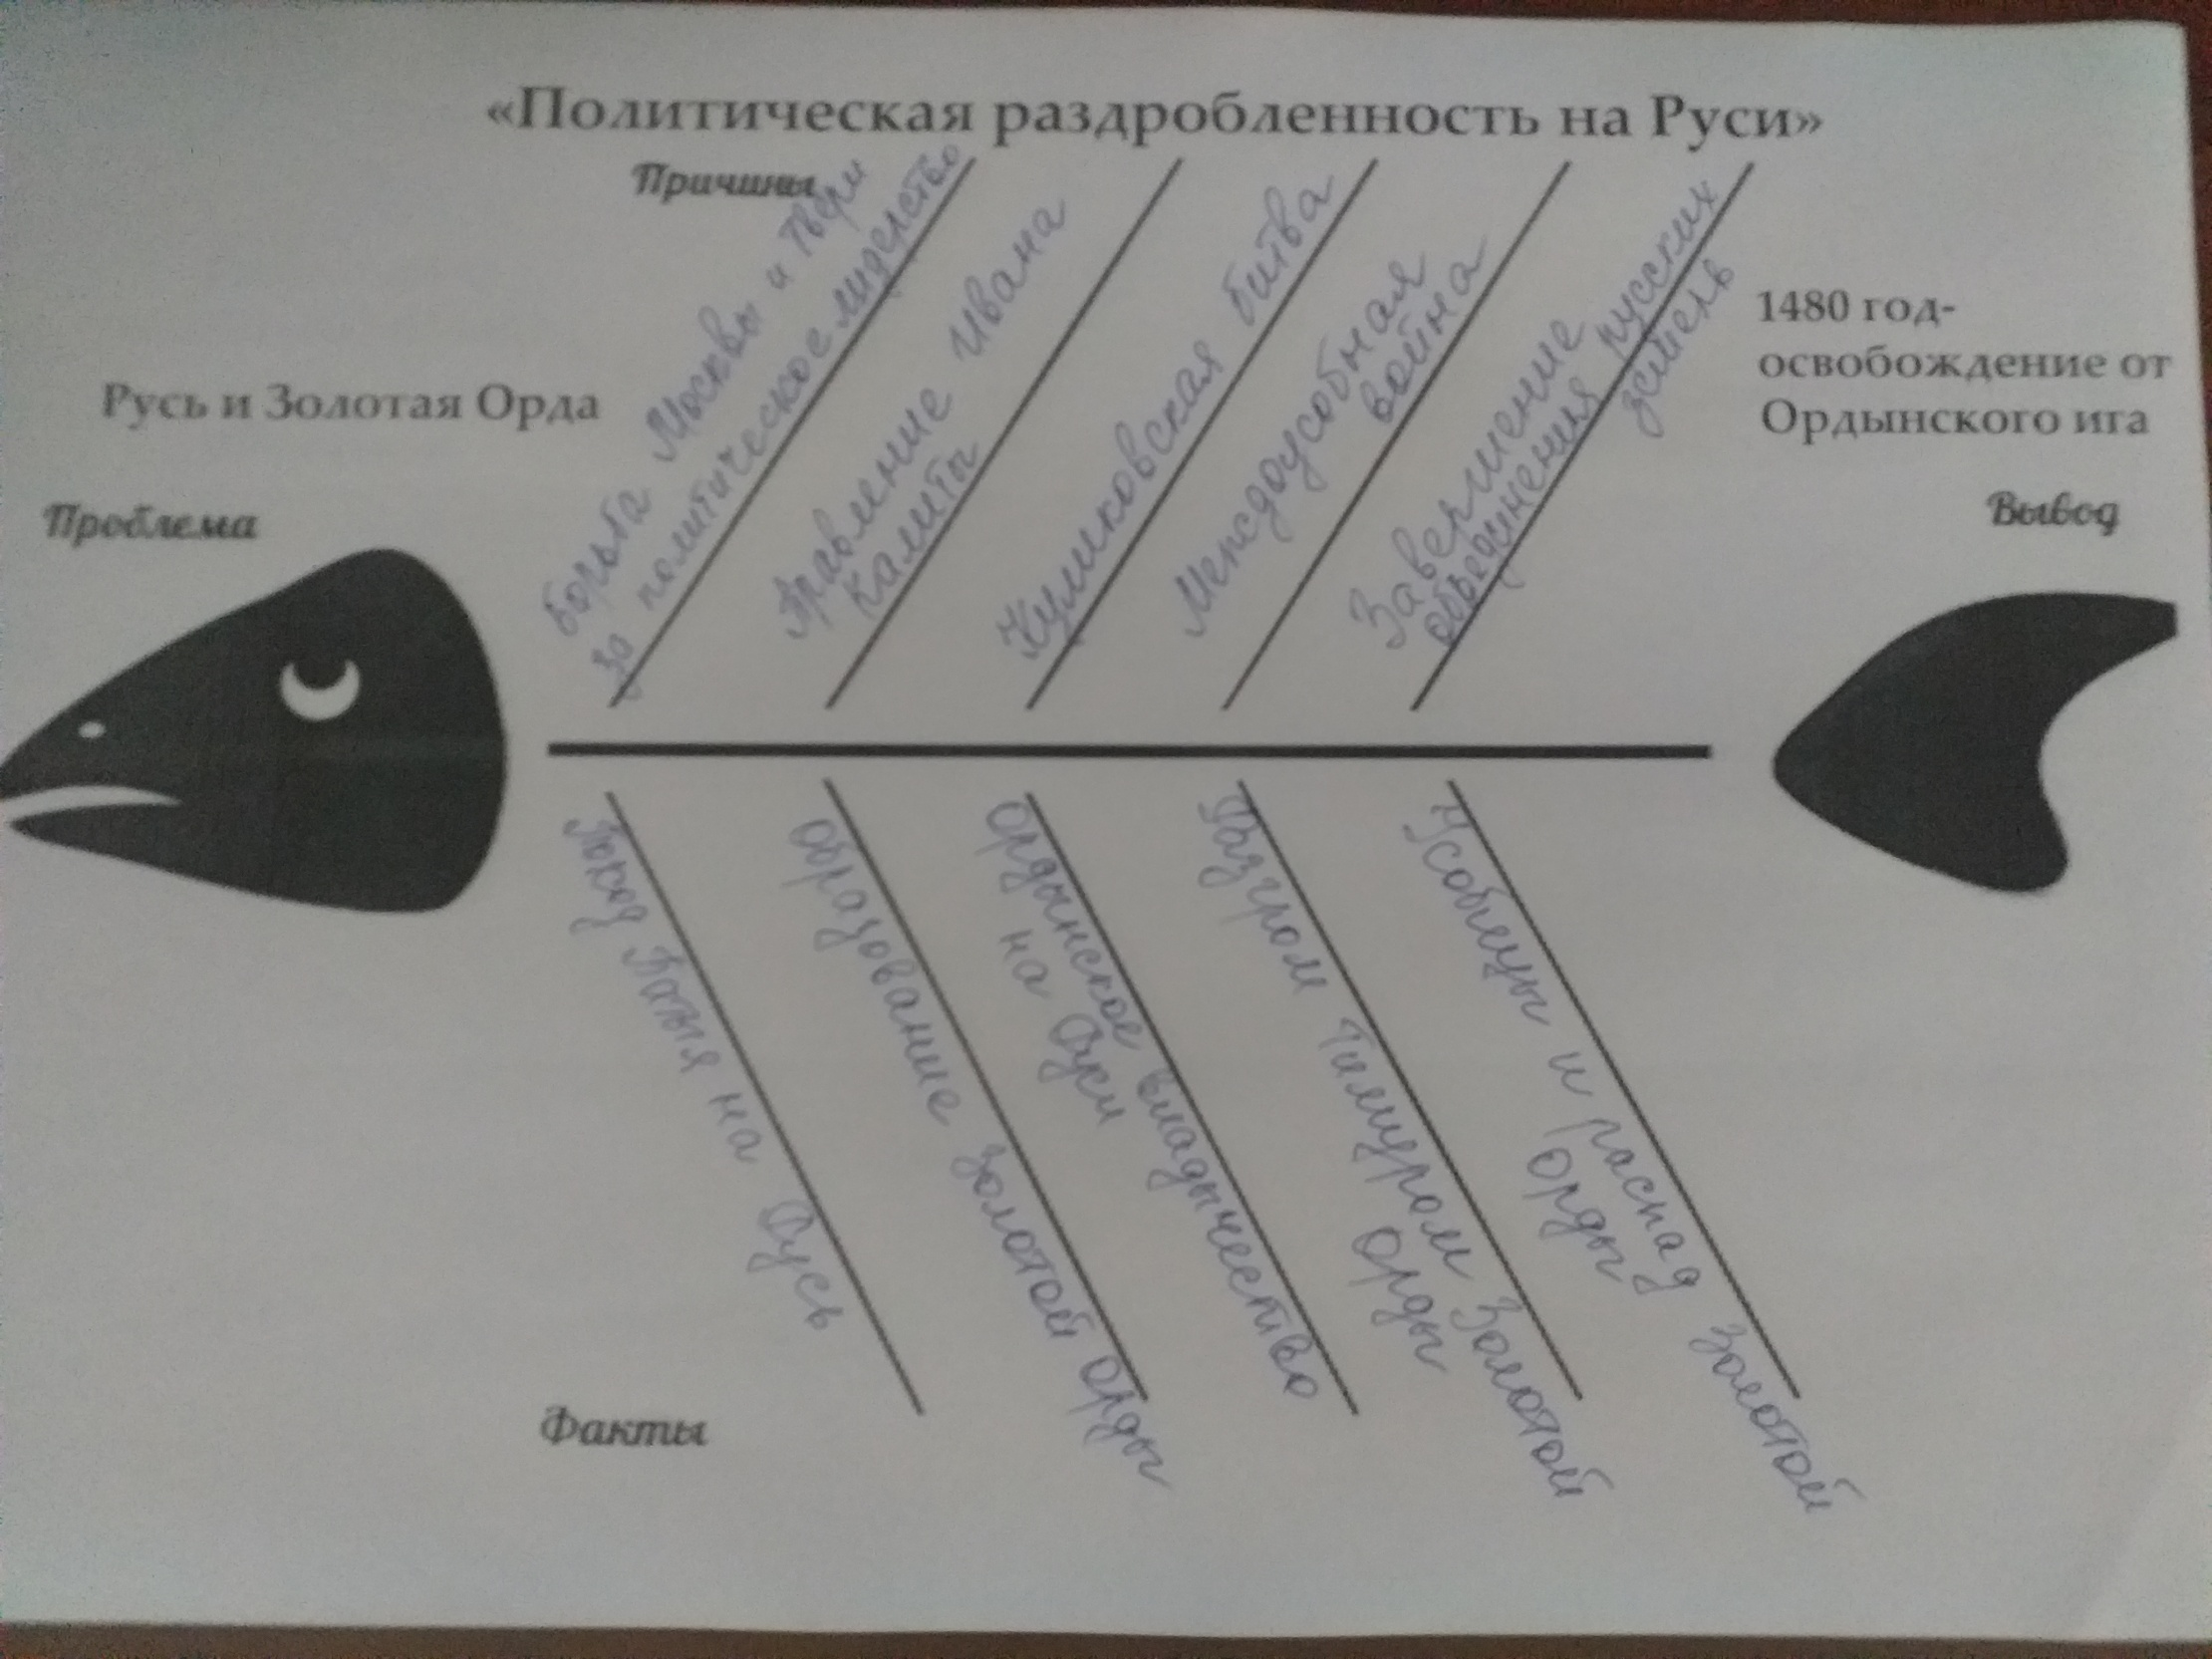 «Политическая раздробленность на Руси»
Причины
Борьба Москвы и Твери
за политическое лидерство
Правление Ивана
Калиты
Куликовская битва
Междоусобная
война
Завершение
объединения русских
земель
1480 год-
освобождение от
Ордынского ига
Русь и Золотая Орда
Проблема
Вывод
Поход Батыя на Русь
Образование Золотой Орды
Ордынское владычество
на Руси
Разгром Тимуром Золотой
Орды
Усобицы и распад Золотой
Орды
Факты